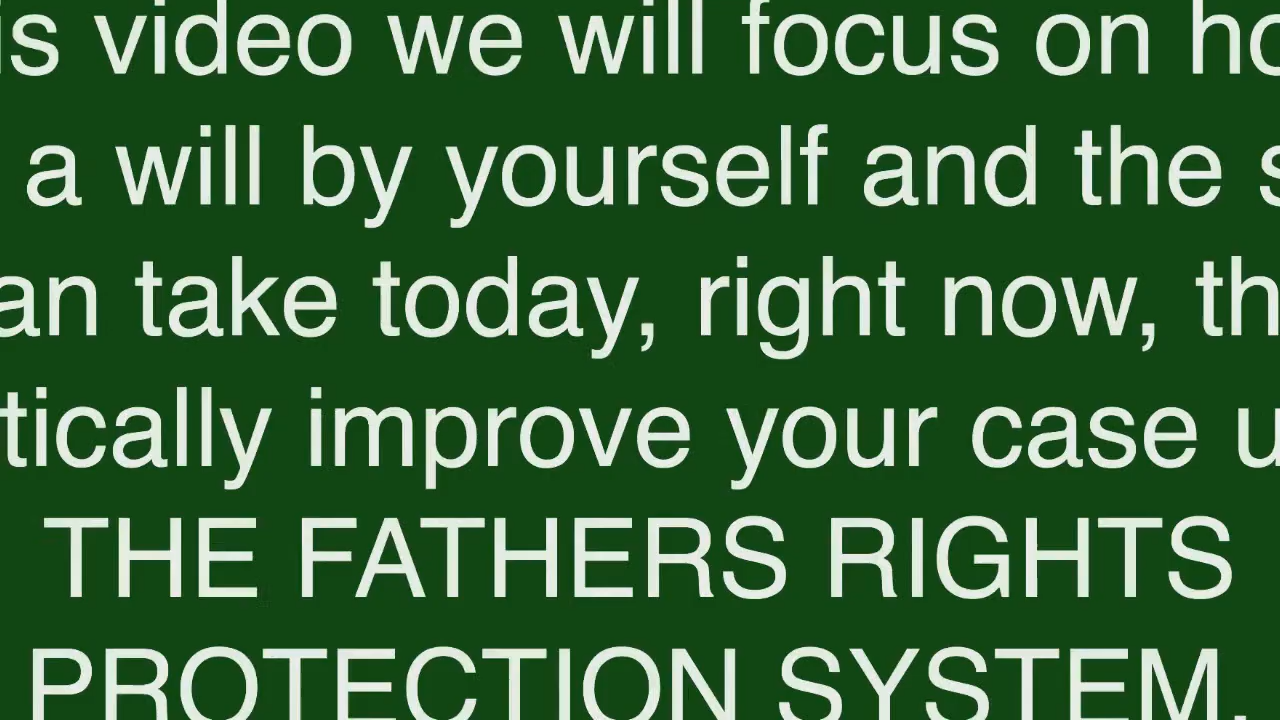 is video we will focus on ho
a will by yourself and the s
an take today, right now, th
tically improve your case u
THE FATHERS RIGHTS
PROTECTION SYSTEM.